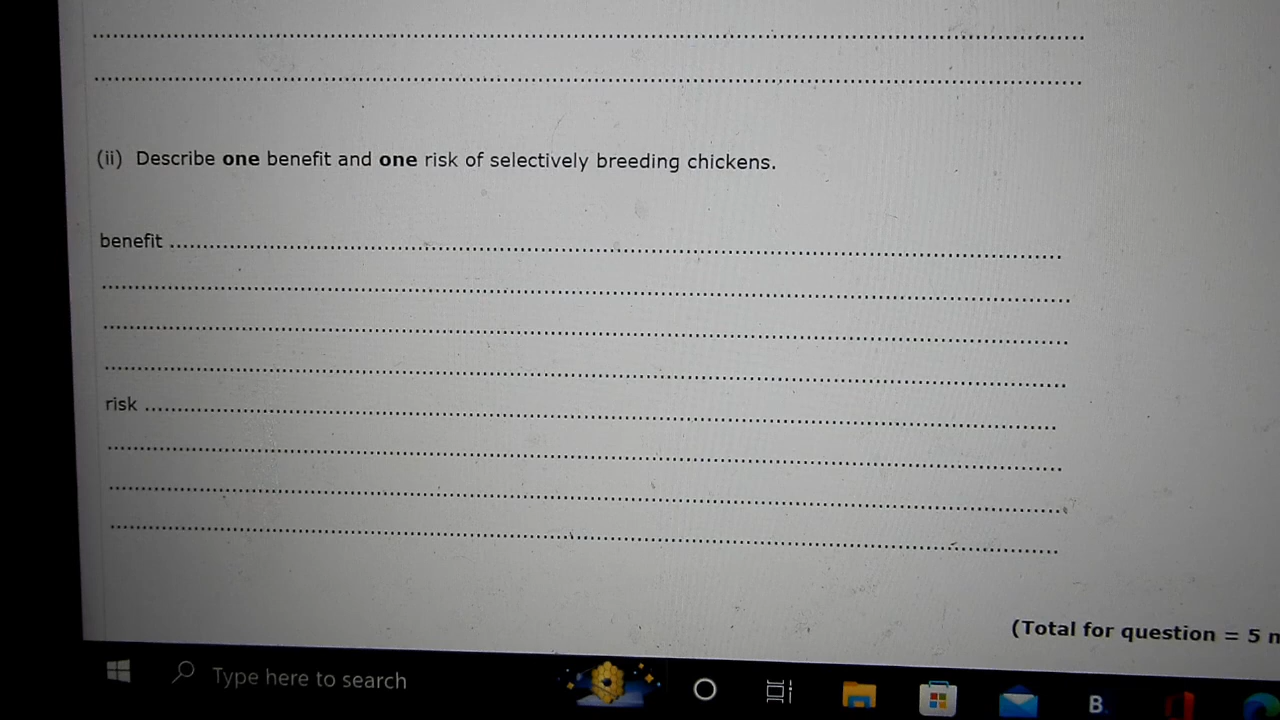 (ii) Describe one benefit and one risk of selectively breeding chickens.
benefit
risk
(Total for question = 5
Type here to search
B